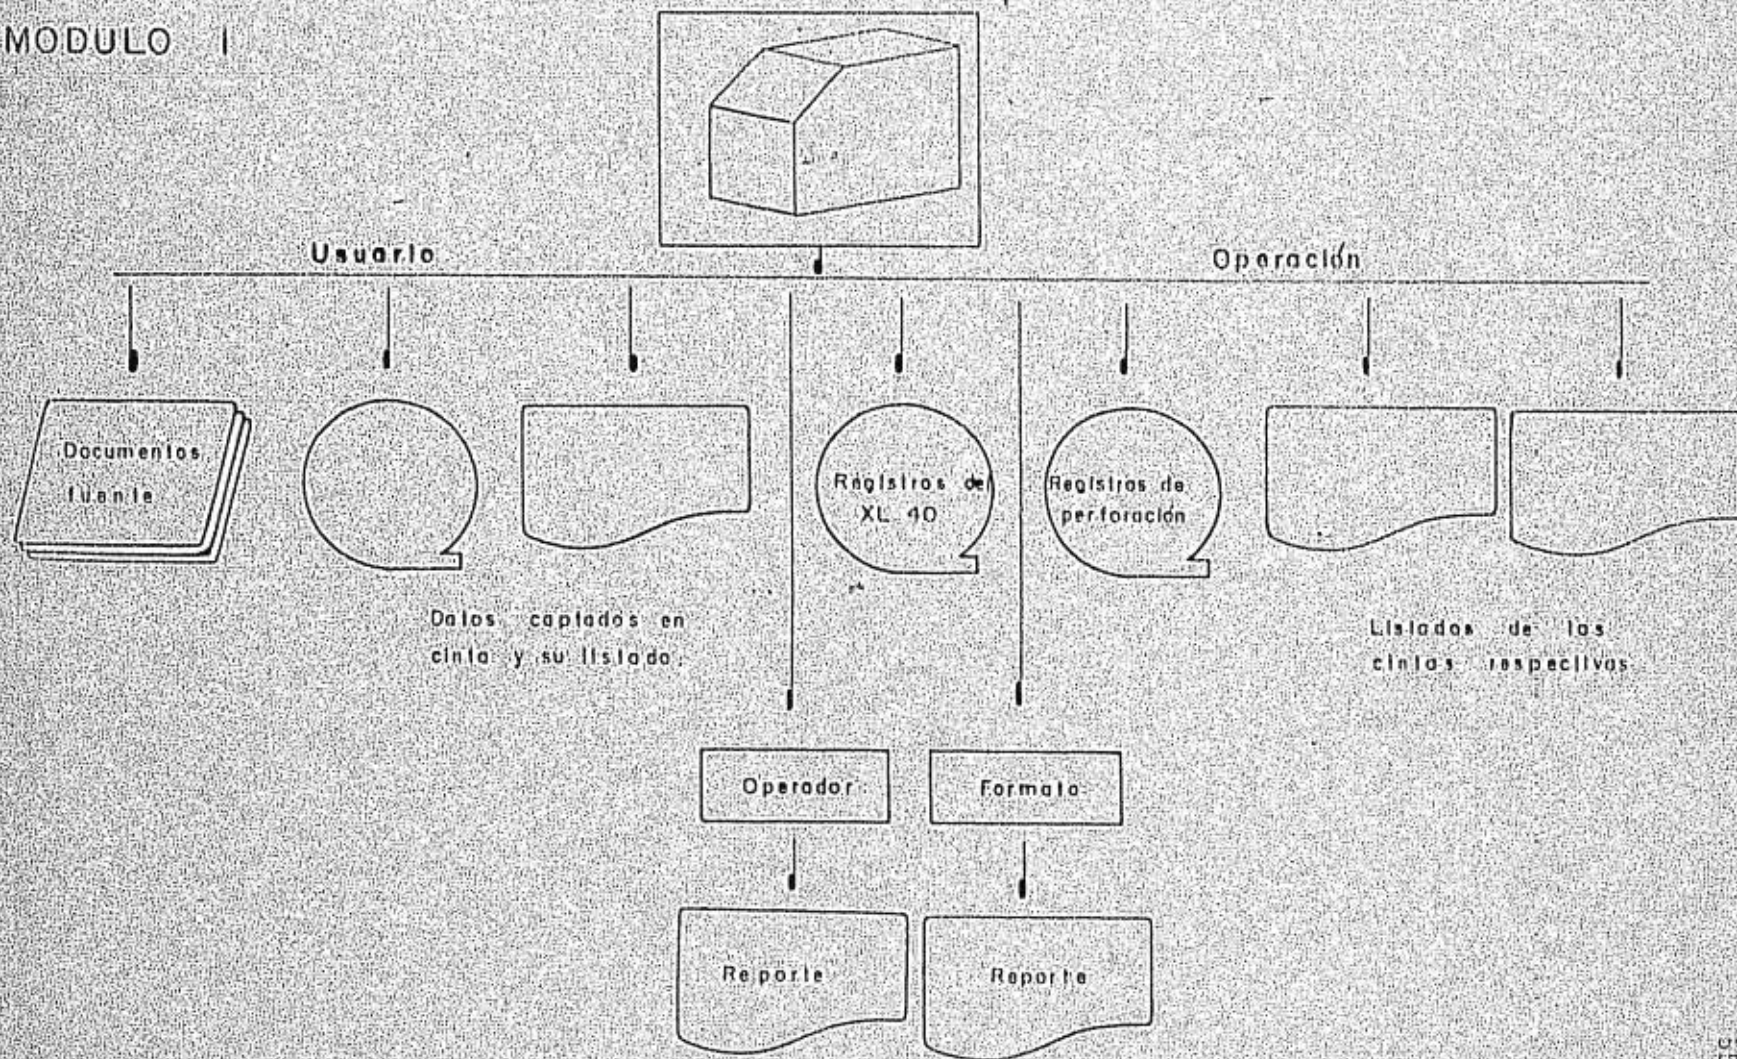 MODULO I
Usuario
Operación
Documentos
fuente
Registros del
XL 40
Registros de
perforación
Datos captados en
cinta y su listado.
Listados de las
cintas respectivas
Operador
Formato
Reporte
Reporte